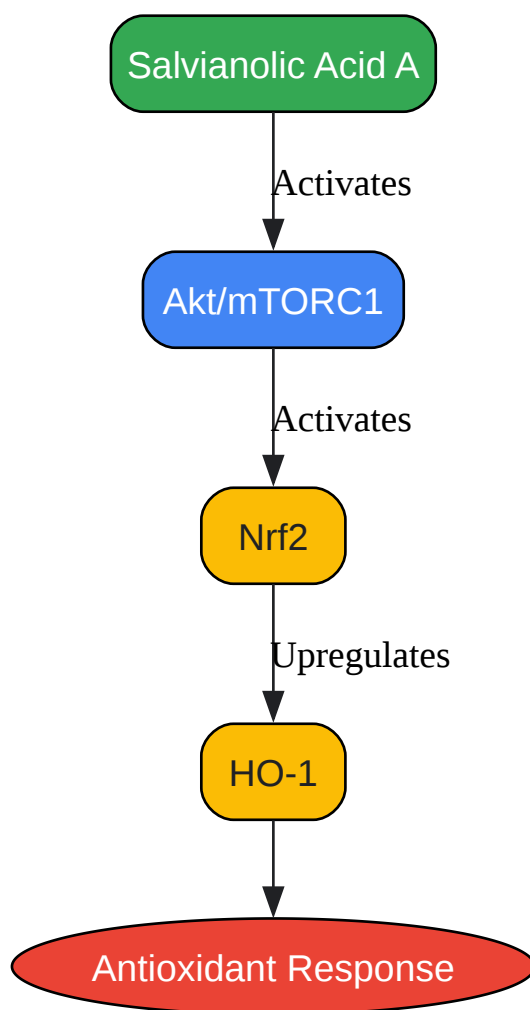 Salvianolic Acid A
Activates
Akt/mTORC1
Activates
Nrf2
Upregulates
HO-1
Antioxidant Response